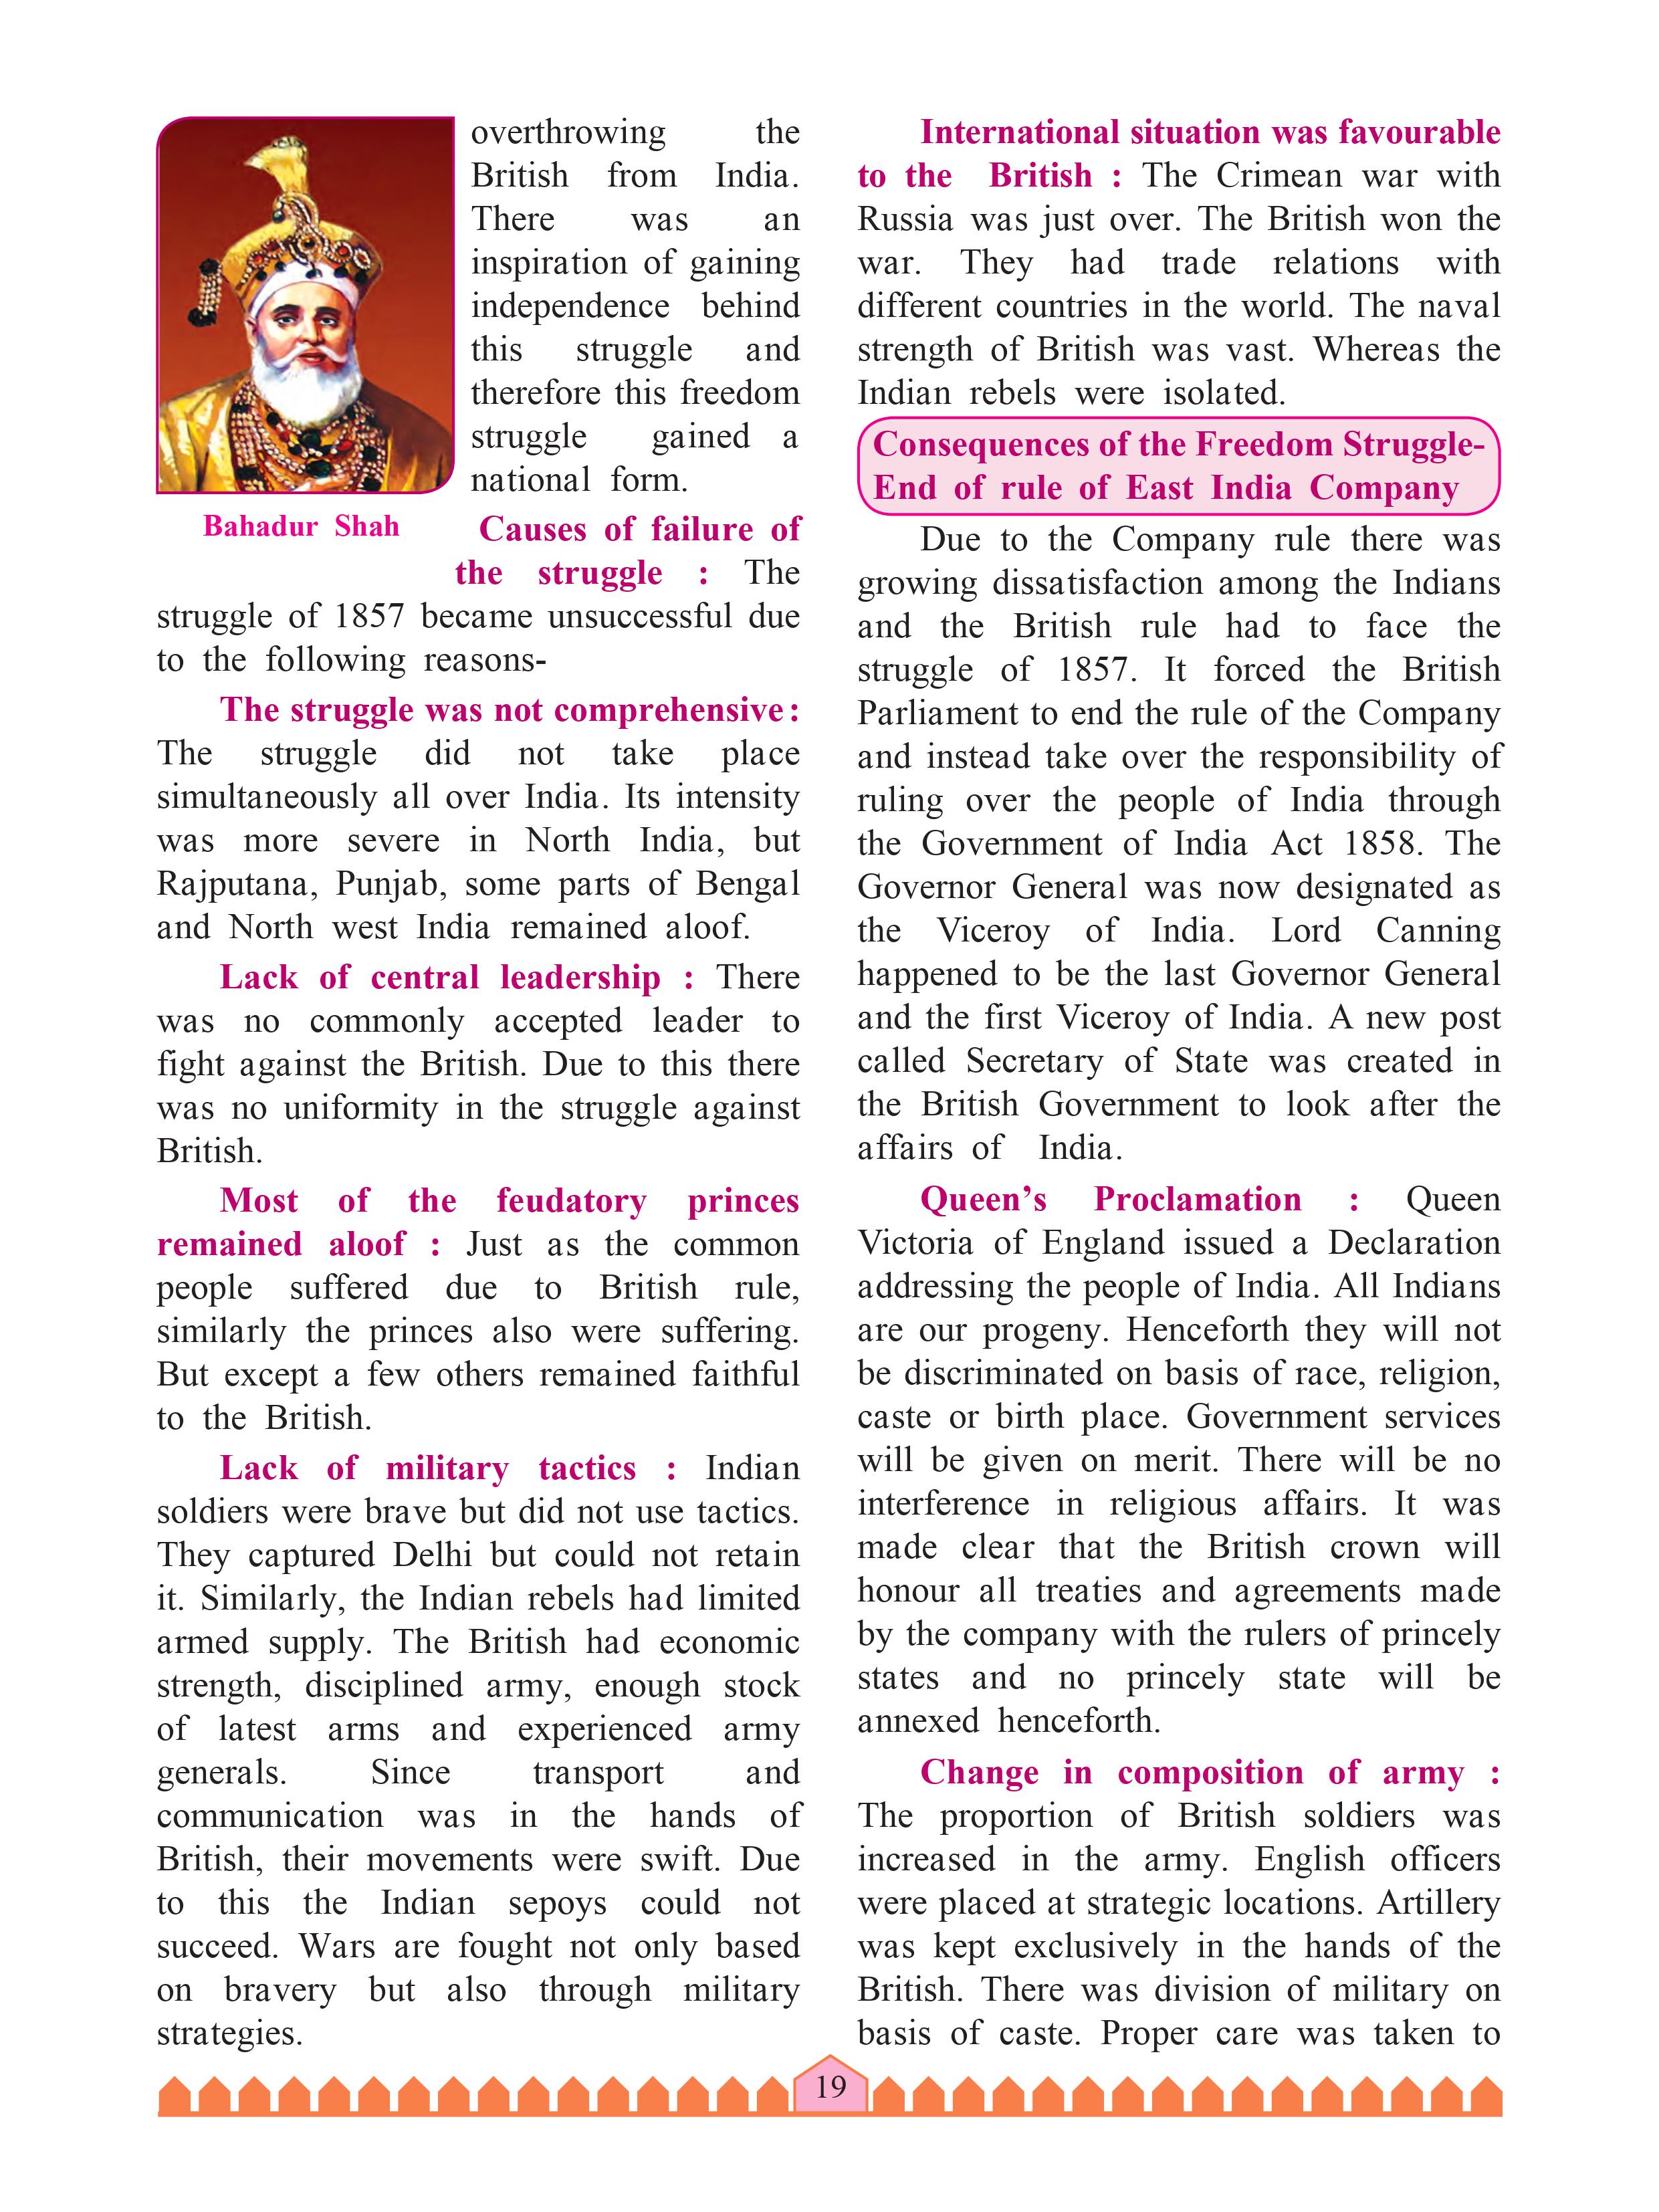 overthrowing the
British from India.
There was an
inspiration of gaining
independence behind
this struggle and
therefore this freedom
struggle gained a
national form.
Bahadur Shah
Causes of failure of
the struggle : The
struggle of 1857 became unsuccessful due
to the following reasons-
The struggle was not comprehensive:
The struggle did not take place
simultaneously all over India. Its intensity
was more severe in North India, but
Rajputana, Punjab, some parts of Bengal
and North west India remained aloof.
Lack of central leadership : There
was no commonly accepted leader to
fight against the British. Due to this there
was no uniformity in the struggle against
British.
Most of the feudatory princes
remained aloof : Just as the common
people suffered due to British rule,
similarly the princes also were suffering.
But except a few others remained faithful
to the British.
Lack of military tactics : Indian
soldiers were brave but did not use tactics.
They captured Delhi but could not retain
it. Similarly, the Indian rebels had limited
armed supply. The British had economic
strength, disciplined army, enough stock
of latest arms and experienced army
generals. Since transport and
communication was in the hands of
British, their movements were swift. Due
to this the Indian sepoys could not
succeed. Wars are fought not only based
on bravery but also through military
strategies.
International situation was favourable
to the British : The Crimean war with
Russia was just over. The British won the
war. They had trade relations with
different countries in the world. The naval
strength of British was vast. Whereas the
Indian rebels were isolated.
Consequences of the Freedom Struggle-
End of rule of East India Company
Due to the Company rule there was
growing dissatisfaction among the Indians
and the British rule had to face the
struggle of 1857. It forced the British
Parliament to end the rule of the Company
and instead take over the responsibility of
ruling over the people of India through
the Government of India Act 1858. The
Governor General was now designated as
the Viceroy of India. Lord Canning
happened to be the last Governor General
and the first Viceroy of India. A new post
called Secretary of State was created in
the British Government to look after the
affairs of India.
Queen’s Proclamation : Queen
Victoria of England issued a Declaration
addressing the people of India. All Indians
are our progeny. Henceforth they will not
be discriminated on basis of race, religion,
caste or birth place. Government services
will be given on merit. There will be no
interference in religious affairs. It was
made clear that the British crown will
honour all treaties and agreements made
by the company with the rulers of princely
states and no princely state will be
annexed henceforth.
Change in composition of army :
The proportion of British soldiers was
increased in the army. English officers
were placed at strategic locations. Artillery
was kept exclusively in the hands of the
British. There was division of military on
basis of caste. Proper care was taken to
19